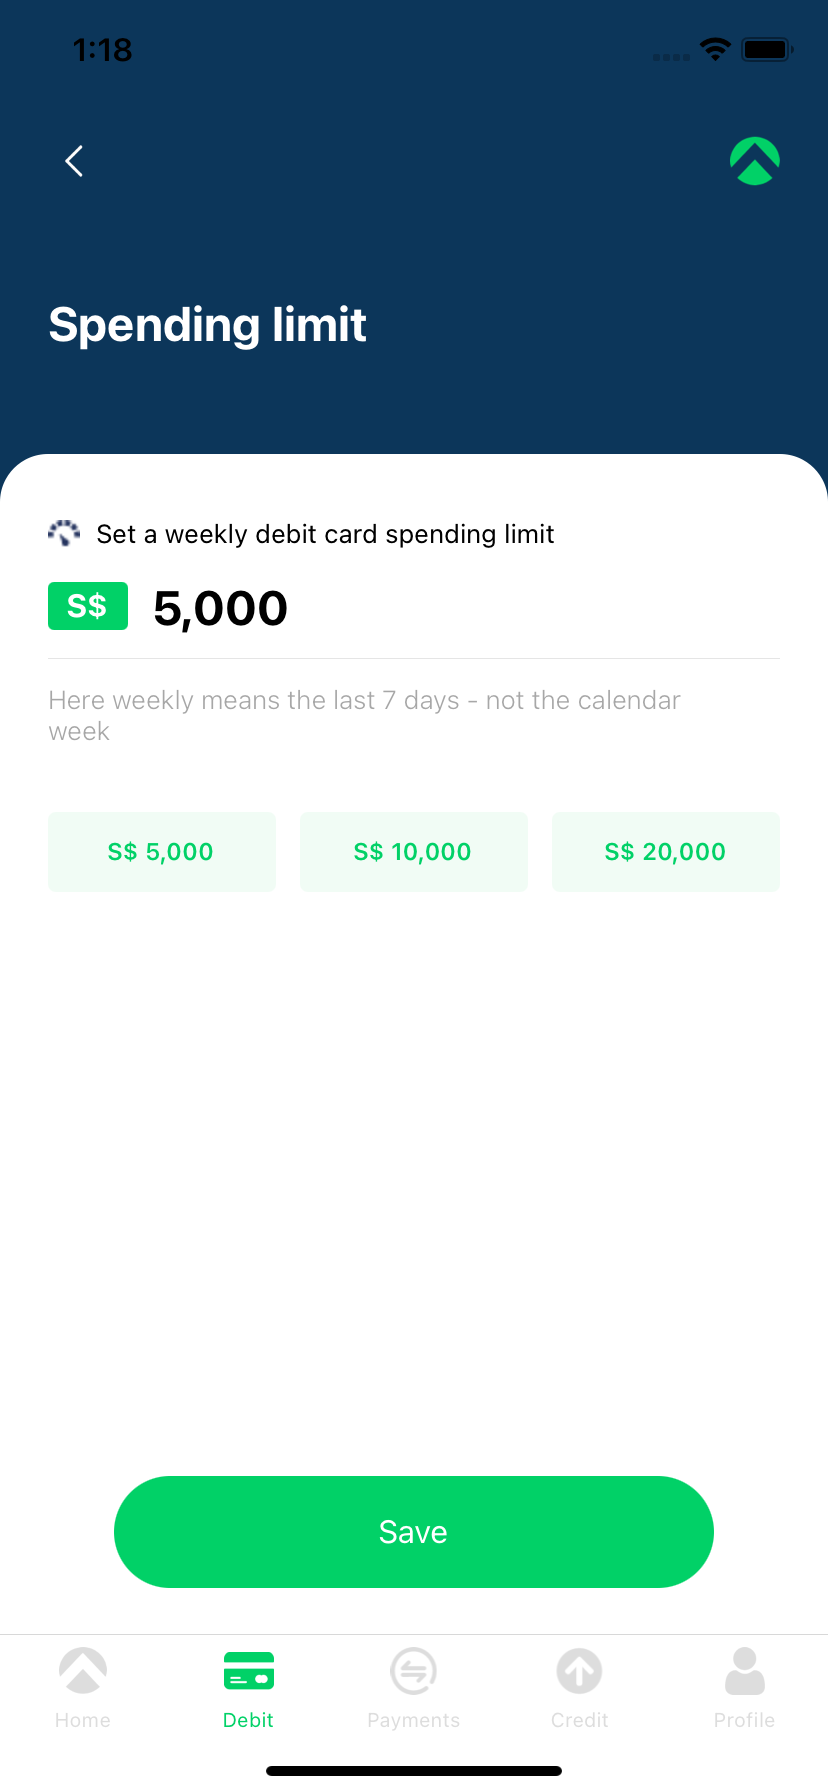 1:18
Spending limit
Set a weekly debit card spending limit
S$ 5,000
Here weekly means the last 7 days - not the calendar
week
S$ 5,000 S$ 10,000 S$ 20,000
Save
Home Debit Payments Credit Profile